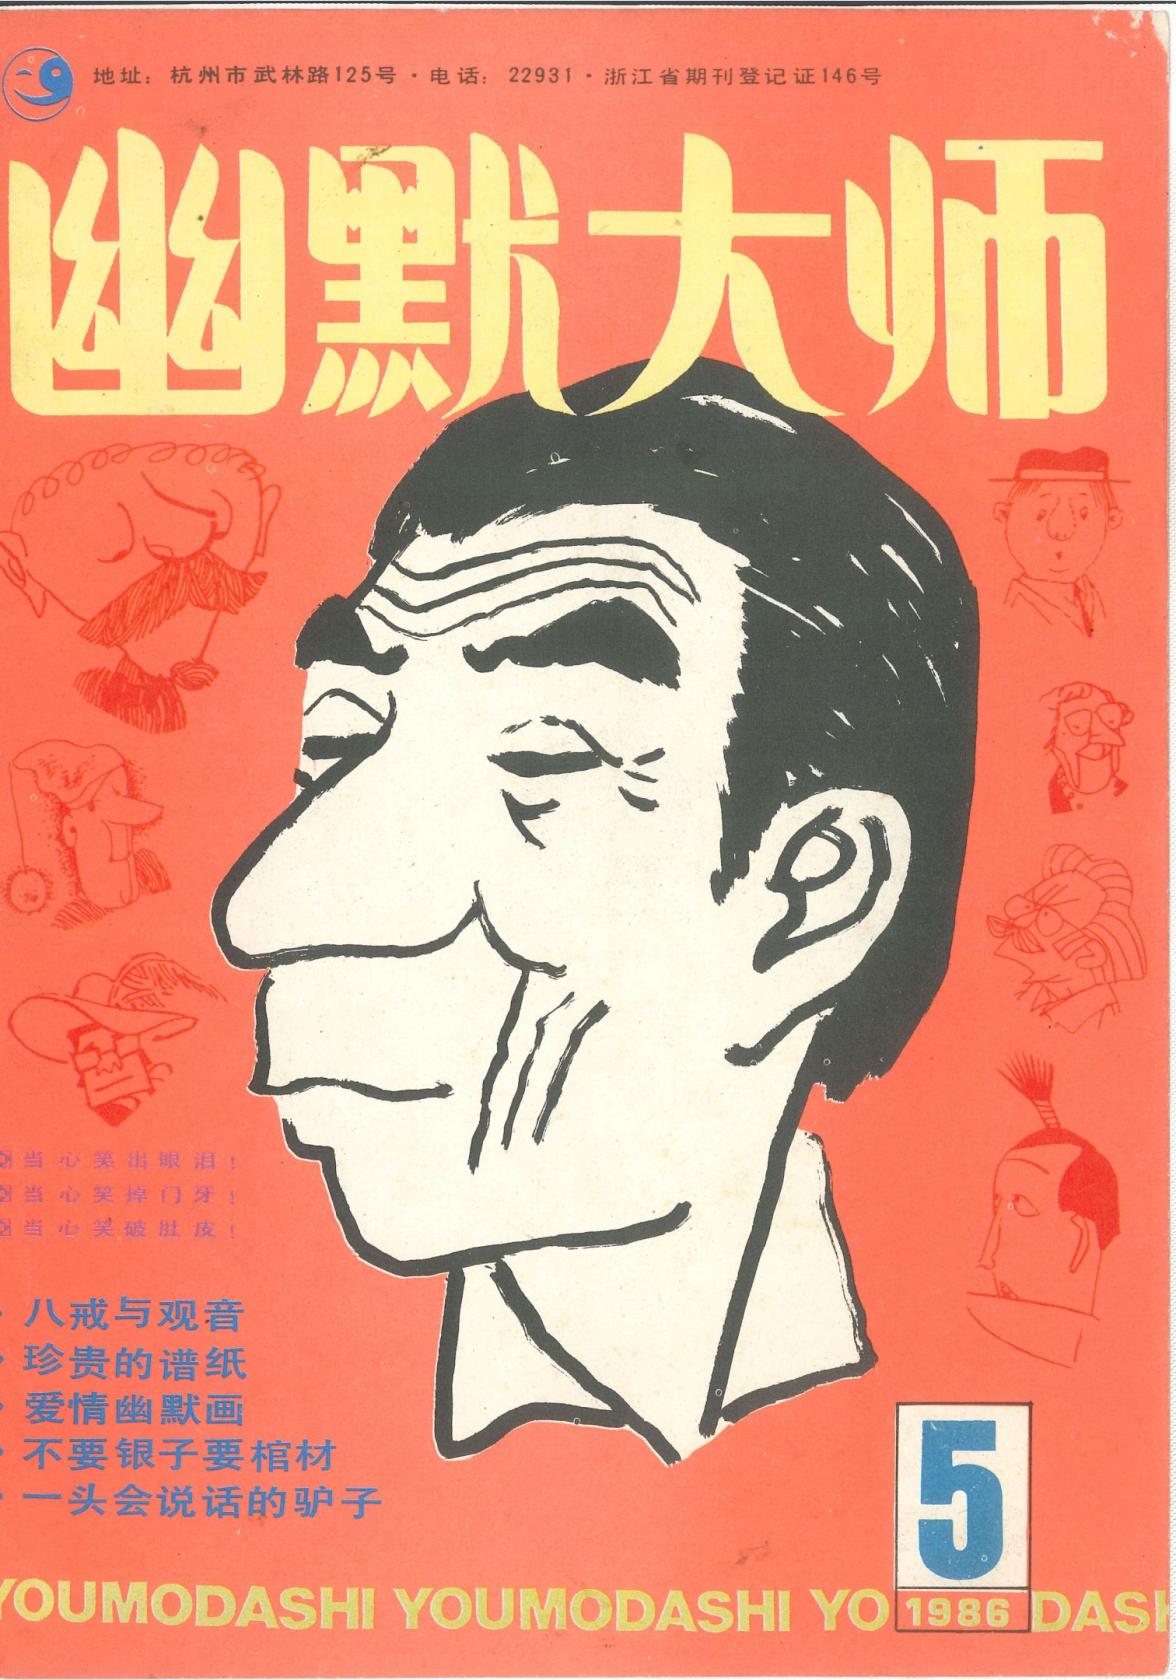 地址：杭州市武林路125号·电话：22931·浙江省期刊登记证146号
幽默大师
当心笑出眼泪！
当心笑掉门牙！
当心笑破肚皮！
八戒与观音
珍贵的谱纸
爱情幽默画
不要银子要棺材
一头会说话的驴子
5
YOUMODASHI YOUMODASHI YO 1986 DASH